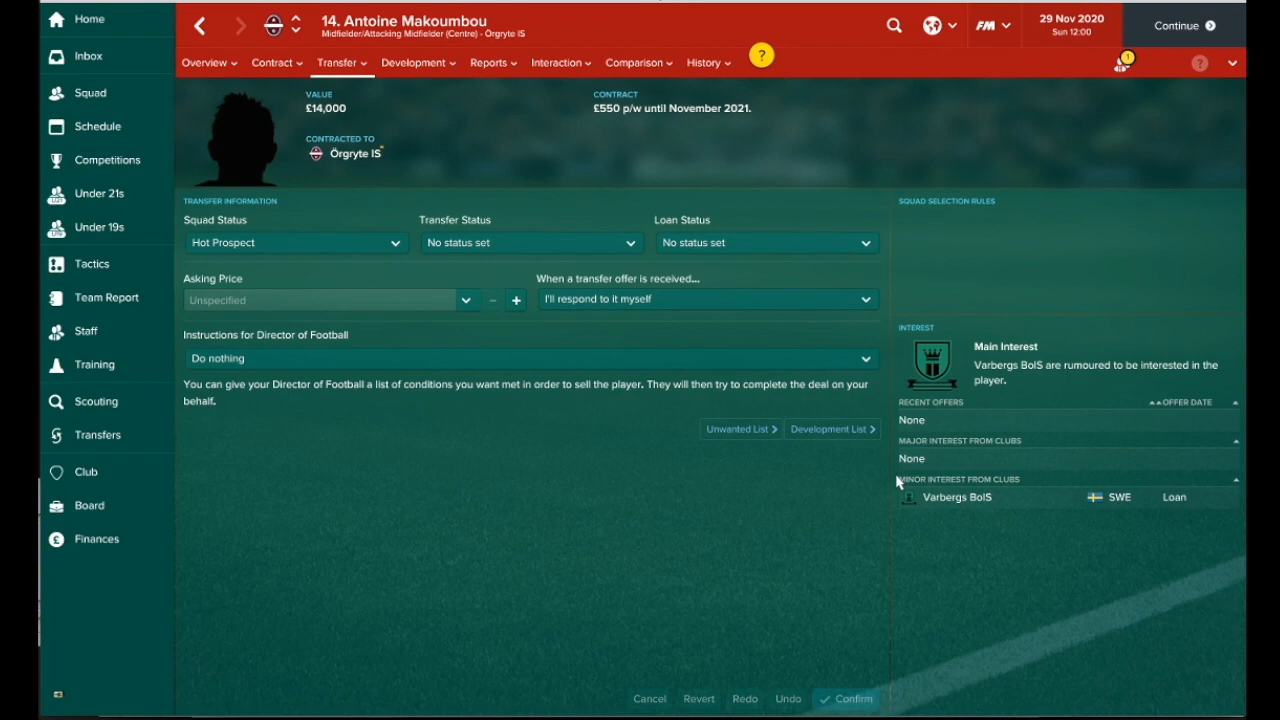 Home
Inbox
Squad
Schedule
Competitions
Under 21s
Under 19s
Tactics
Team Report
Staff
Training
Scouting
Transfers
Club
Board
Finances
14. Antoine Makoumbou
Midfielder/Attacking Midfielder (Centre) - Örgryte IS
FM
29 Nov 2020
Sun 12:00
Continue
Overview
Contract
Transfer
Development
Reports
Interaction
Comparison
History
?
1
?
VALUE
£14,000
CONTRACT
£550 p/w until November 2021.
CONTRACTED TO
Örgryte IS
TRANSFER INFORMATION
Squad Status
Transfer Status
Loan Status
Hot Prospect
No status set
No status set
Asking Price
When a transfer offer is received...
Unspecified
I'll respond to it myself
Instructions for Director of Football
Do nothing
You can give your Director of Football a list of conditions you want met in order to sell the player. They will then try to complete the deal on your
behalf.
Unwanted List
Development List
SQUAD SELECTION RULES
INTEREST
Main Interest
Varbergs BoIS are rumoured to be interested in the
player.
RECENT OFFERS
OFFER DATE
None
MAJOR INTEREST FROM CLUBS
None
MINOR INTEREST FROM CLUBS
Varbergs BoIS
SWE
Loan
Cancel
Revert
Redo
Undo
Confirm